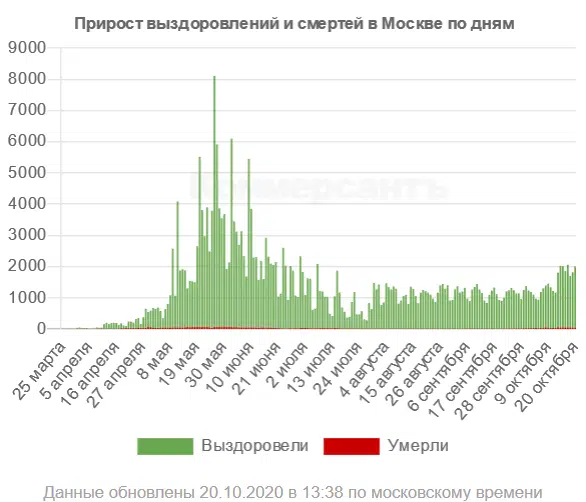 Прирост выздоровлений и смертей в Москве по дням
9000
8000
7000
6000
5000
4000
3000
2000
1000
0
25 марта
5 апреля
16 апреля
27 апреля
8 мая
19 мая
30 мая
10 июня
21 июня
2 июля
13 июля
24 июля
4 августа
15 августа
26 августа
6 сентября
17 сентября
28 сентября
9 октября
20 октября
Выздоровели
Умерли
Данные обновлены 20.10.2020 в 13:38 по московскому времени